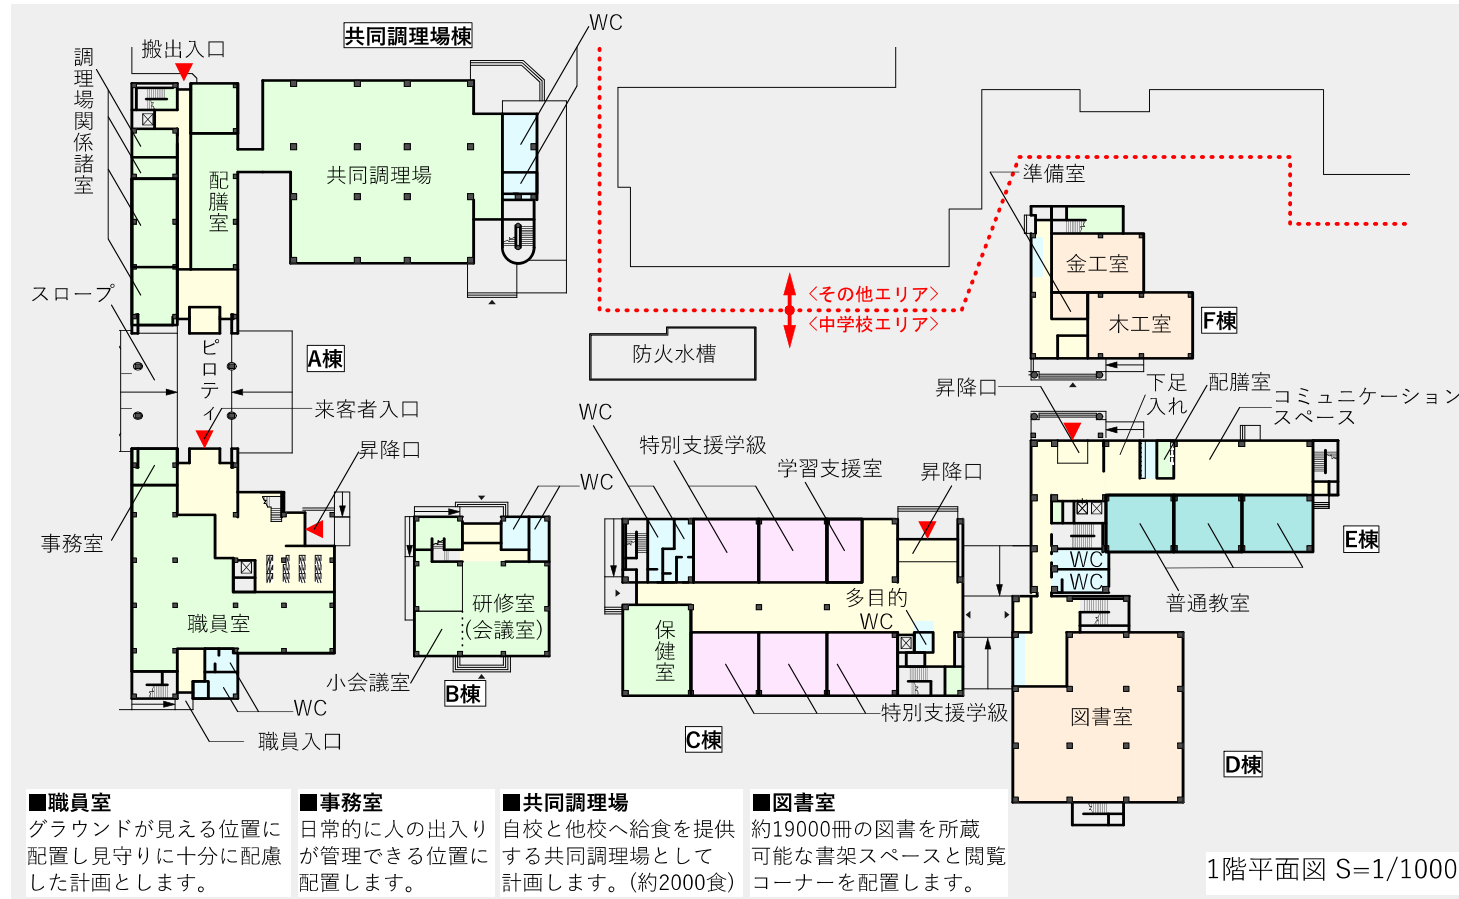 共同調理場棟
WC
搬出入口
調理場関係諸室
配膳室
共同調理場
準備室
金工室
木工室
F棟
スロープ
〈その他エリア〉
〈中学校エリア〉
防火水槽
ピロティ
A棟
来客者入口
昇降口
事務室
職員室
WC
職員入口
WC
研修室
(会議室)
小会議室
B棟
WC
特別支援学級
学習支援室
昇降口
多目的
WC
保健室
特別支援学級
C棟
昇降口
下足
入れ
配膳室
コミュニケーション
スペース
E棟
WC
WC
普通教室
図書室
D棟
■職員室
グラウンドが見える位置に
配置し見守りに十分に配慮
した計画とします。
■事務室
日常的に人の出入り
が管理できる位置に
配置します。
■共同調理場
自校と他校へ給食を提供
する共同調理場として
計画します。(約2000食)
■図書室
約19000冊の図書を所蔵
可能な書架スペースと閲覧
コーナーを配置します。
1階平面図 S=1/1000